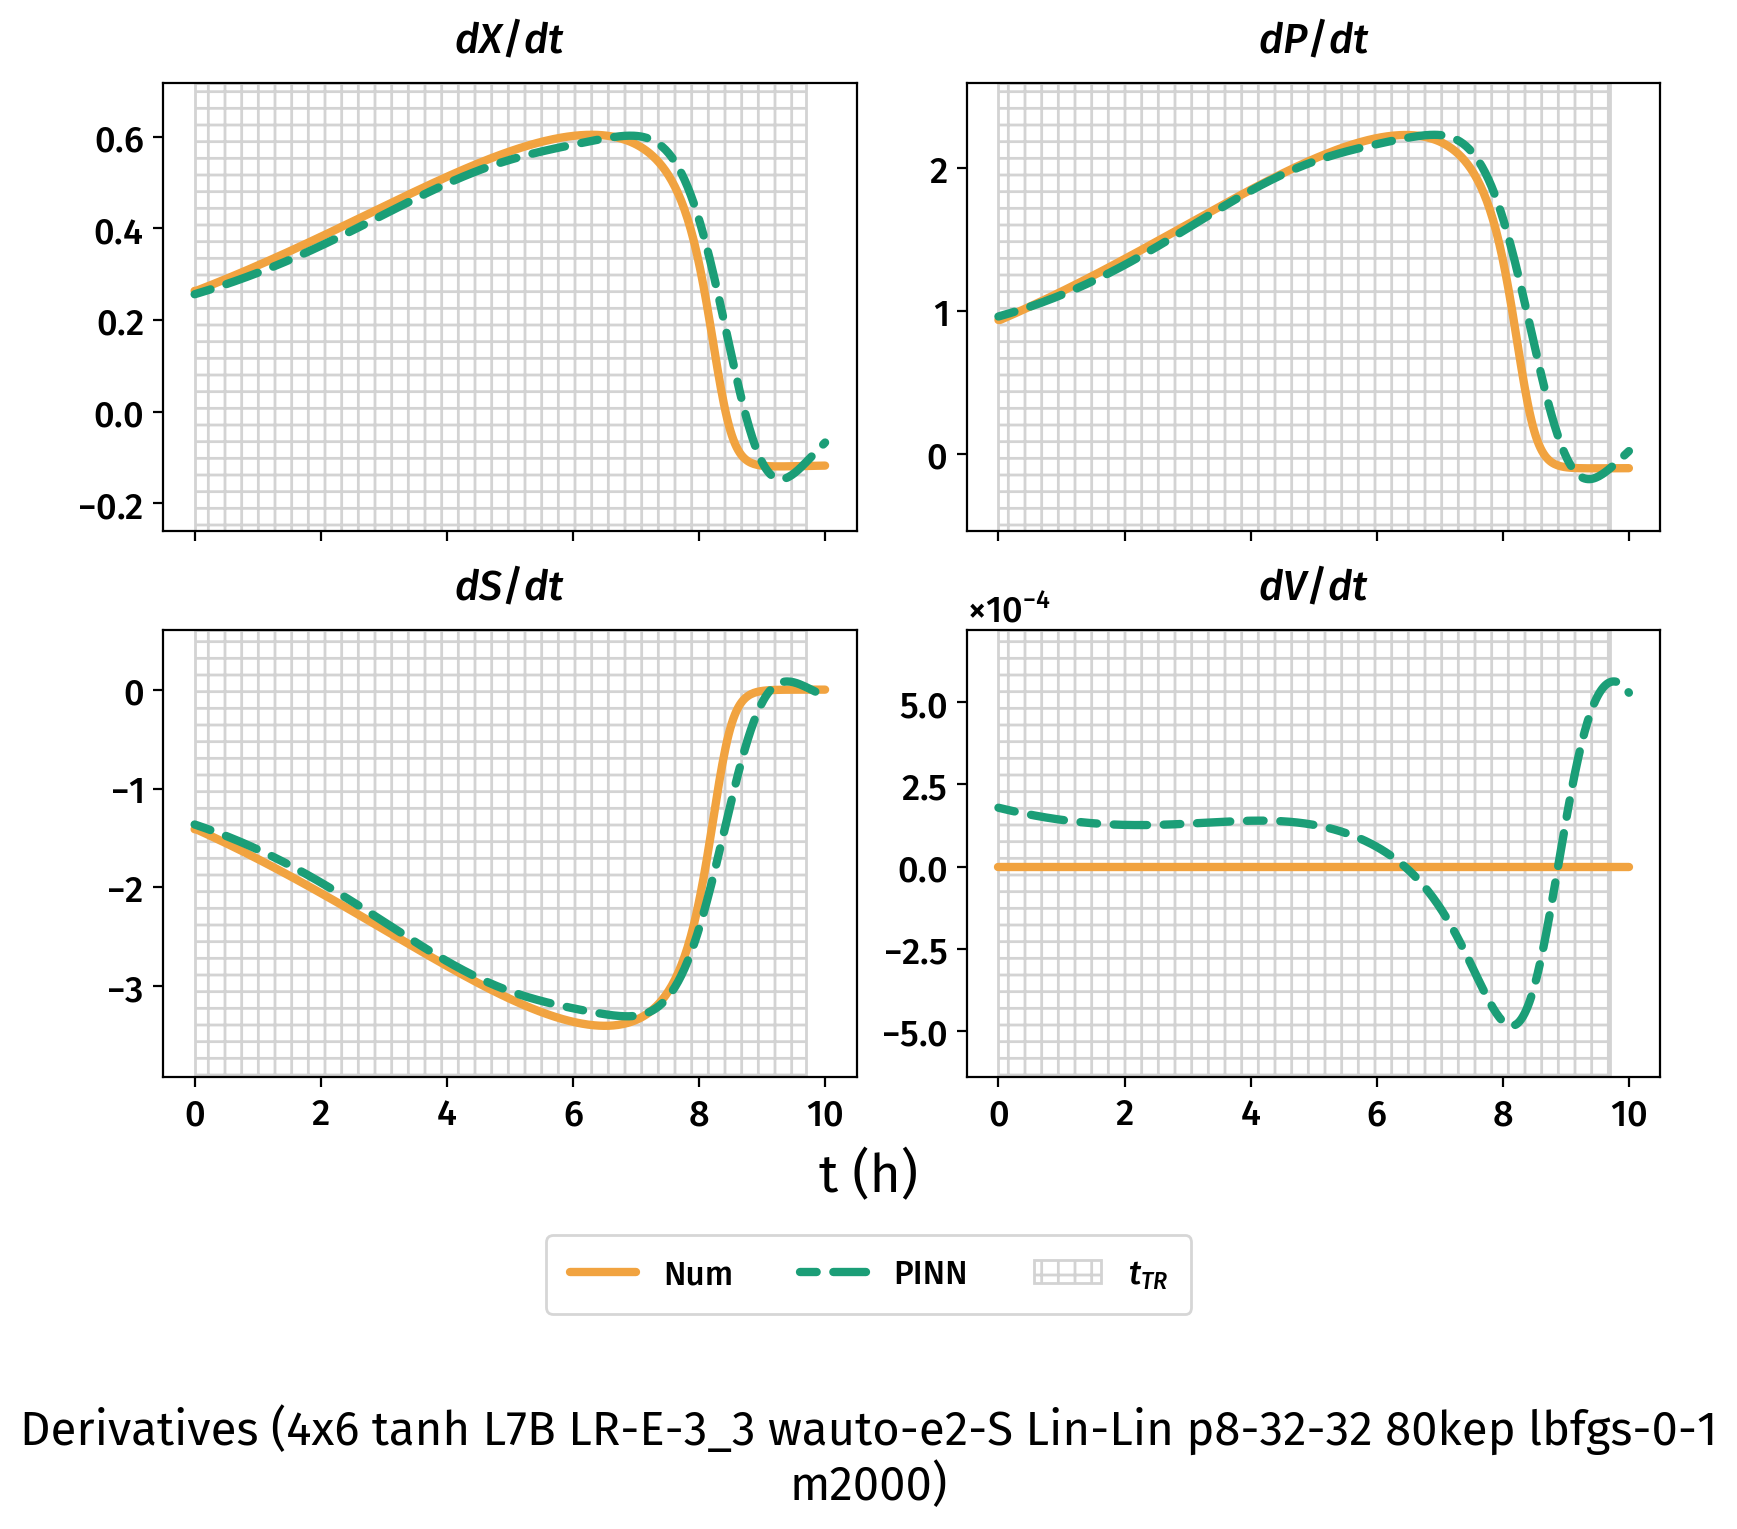 dX/dt
dP/dt
0.6
0.4
0.2
0.0
−0.2
2
1
0
dS/dt
dV/dt
×10⁻⁴
0
−1
−2
−3
5.0
2.5
0.0
−2.5
−5.0
0 2 4 6 8 10
0 2 4 6 8 10
t (h)
Num PINN t_TR
Derivatives (4x6 tanh L7B LR-E-3_3 wauto-e2-S Lin-Lin p8-32-32 80kep lbfgs-0-1
m2000)